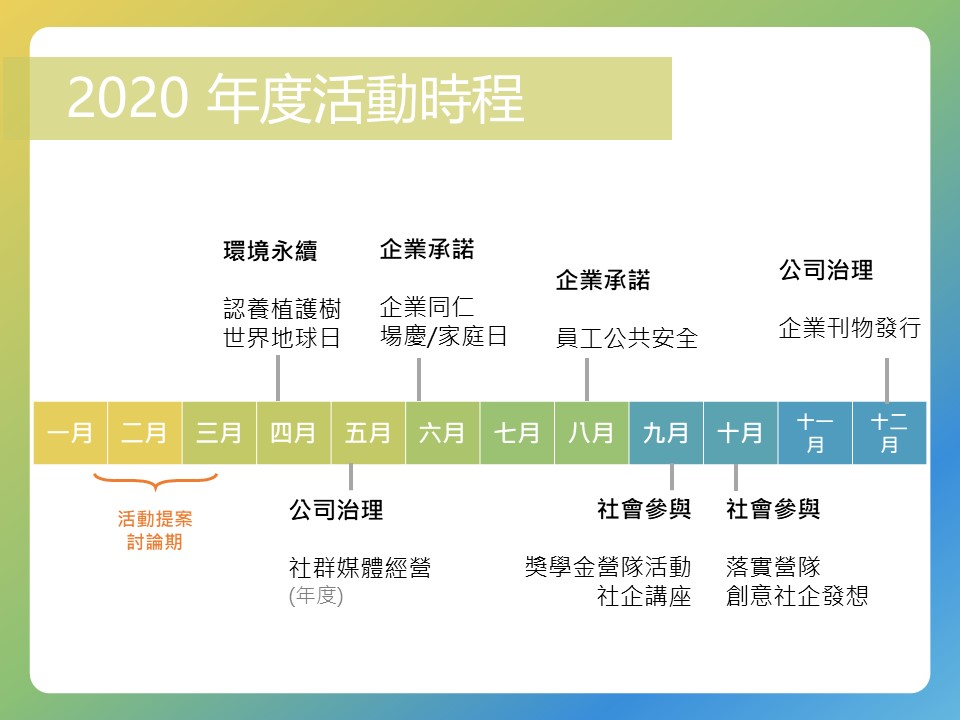 2020 年度活動時程
環境永續
認養植護樹
世界地球日
企業承諾
企業同仁
場慶/家庭日
企業承諾
員工公共安全
公司治理
企業刊物發行
一月 二月 三月 四月 五月 六月 七月 八月 九月 十月 十一月 十二月
活動提案
討論期
公司治理
社群媒體經營
(年度)
社會參與
獎學金營隊活動
社企講座
社會參與
落實營隊
創意社企發想